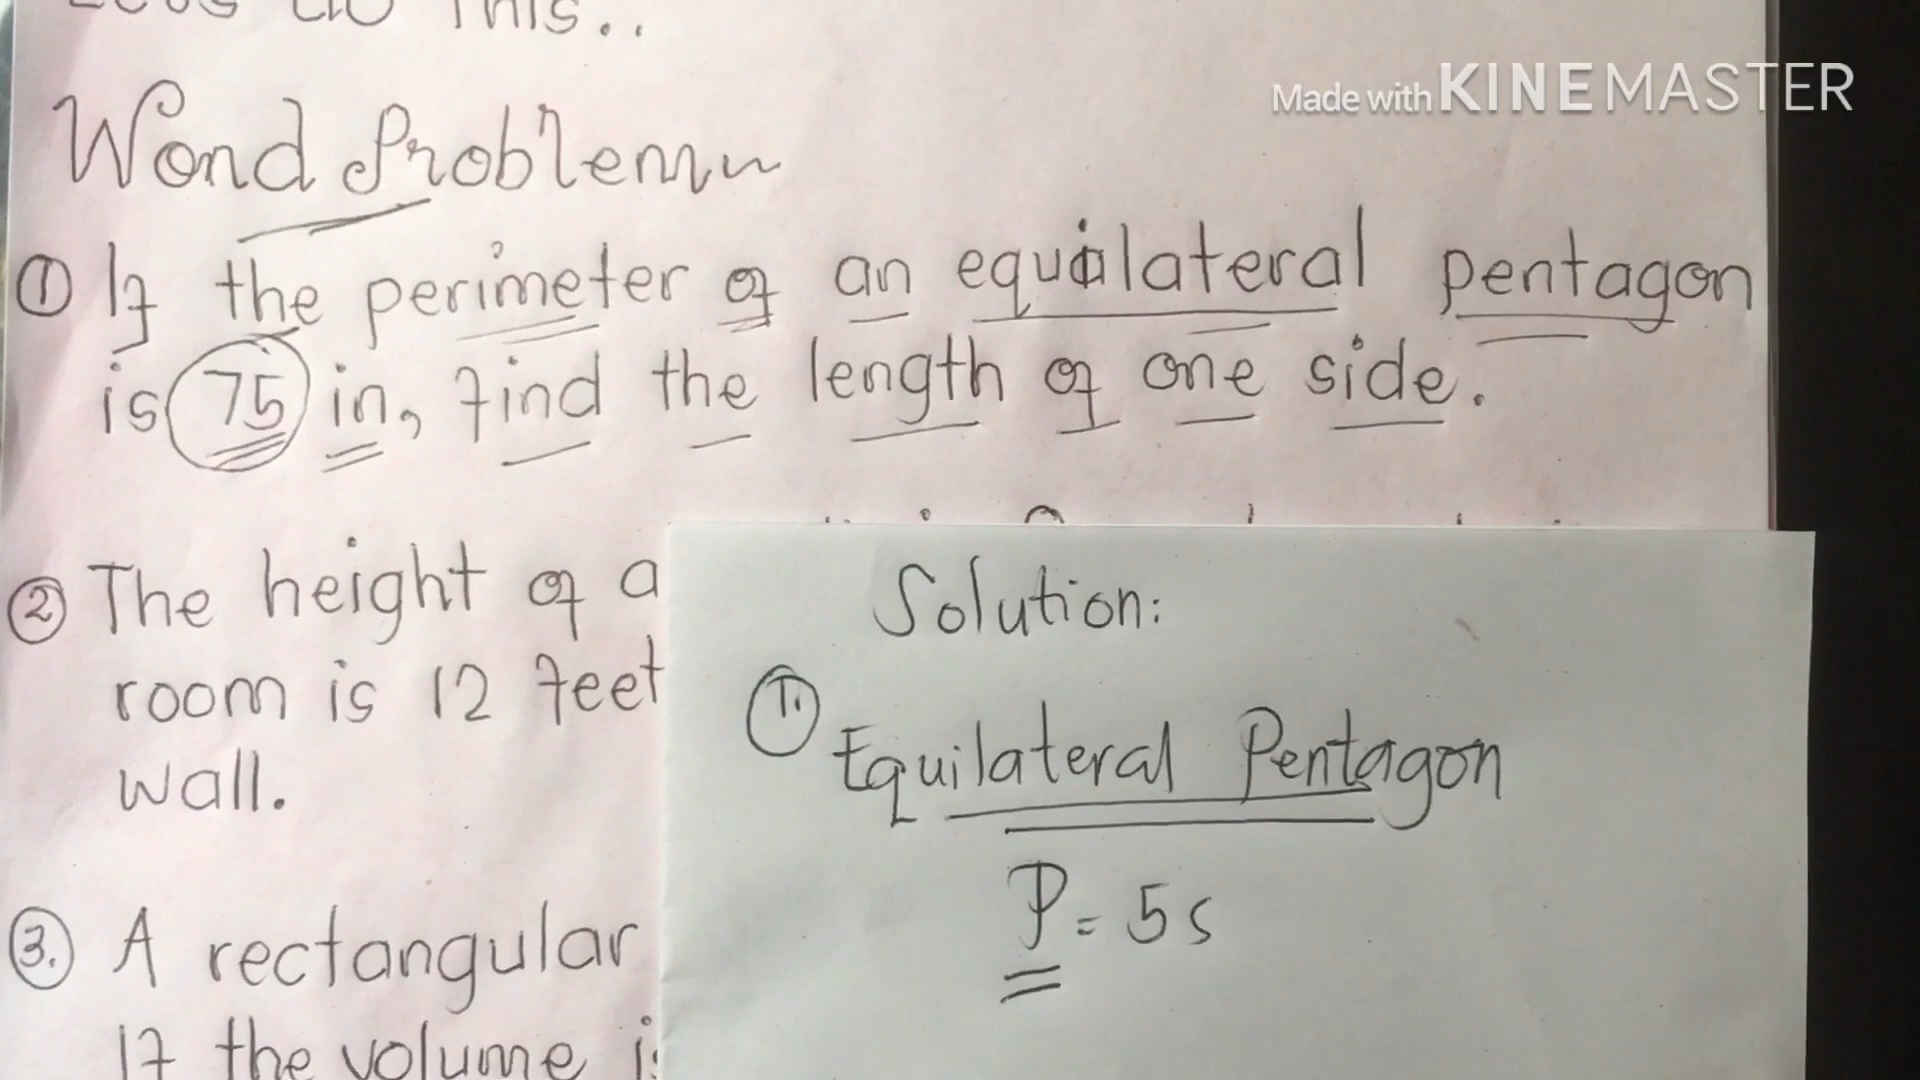 Made with KINEMASTER
Word Problem
① If the perimeter of an equilateral pentagon
is 75 in, find the length of one side.
② The height of a
room is 12 feet
wall.
③. A rectangular
If the volume
Solution:
①. Equilateral Pentagon
P = 5s